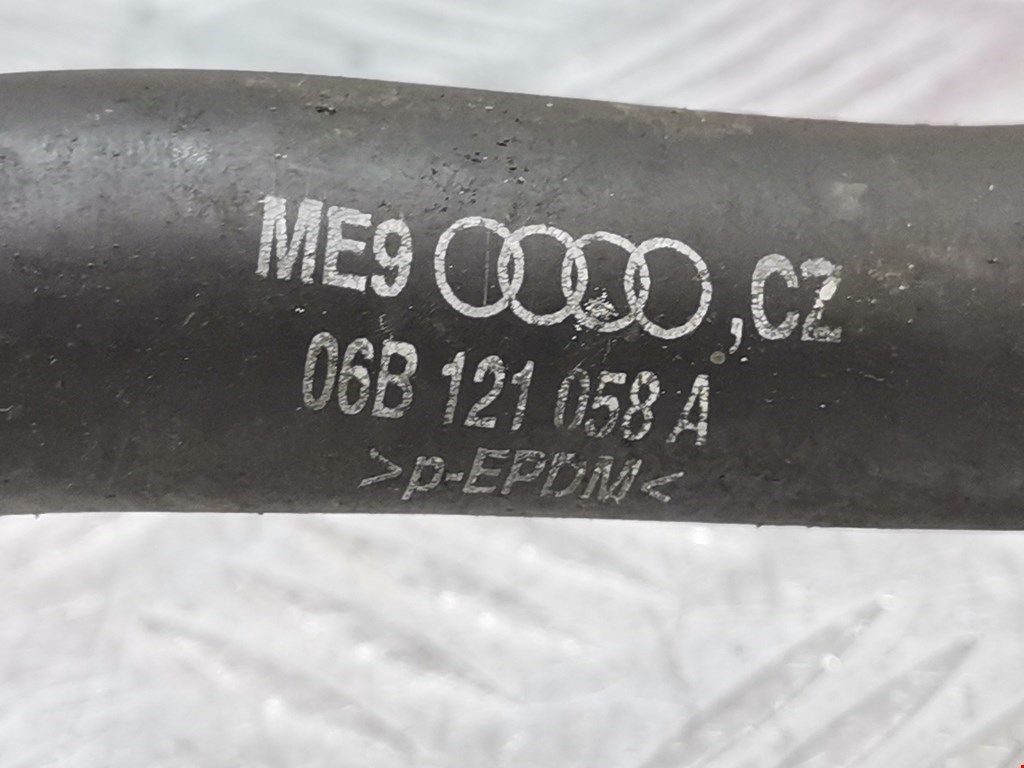 ME9 ,CZ
06B 121 058 A
>p-EPDM<